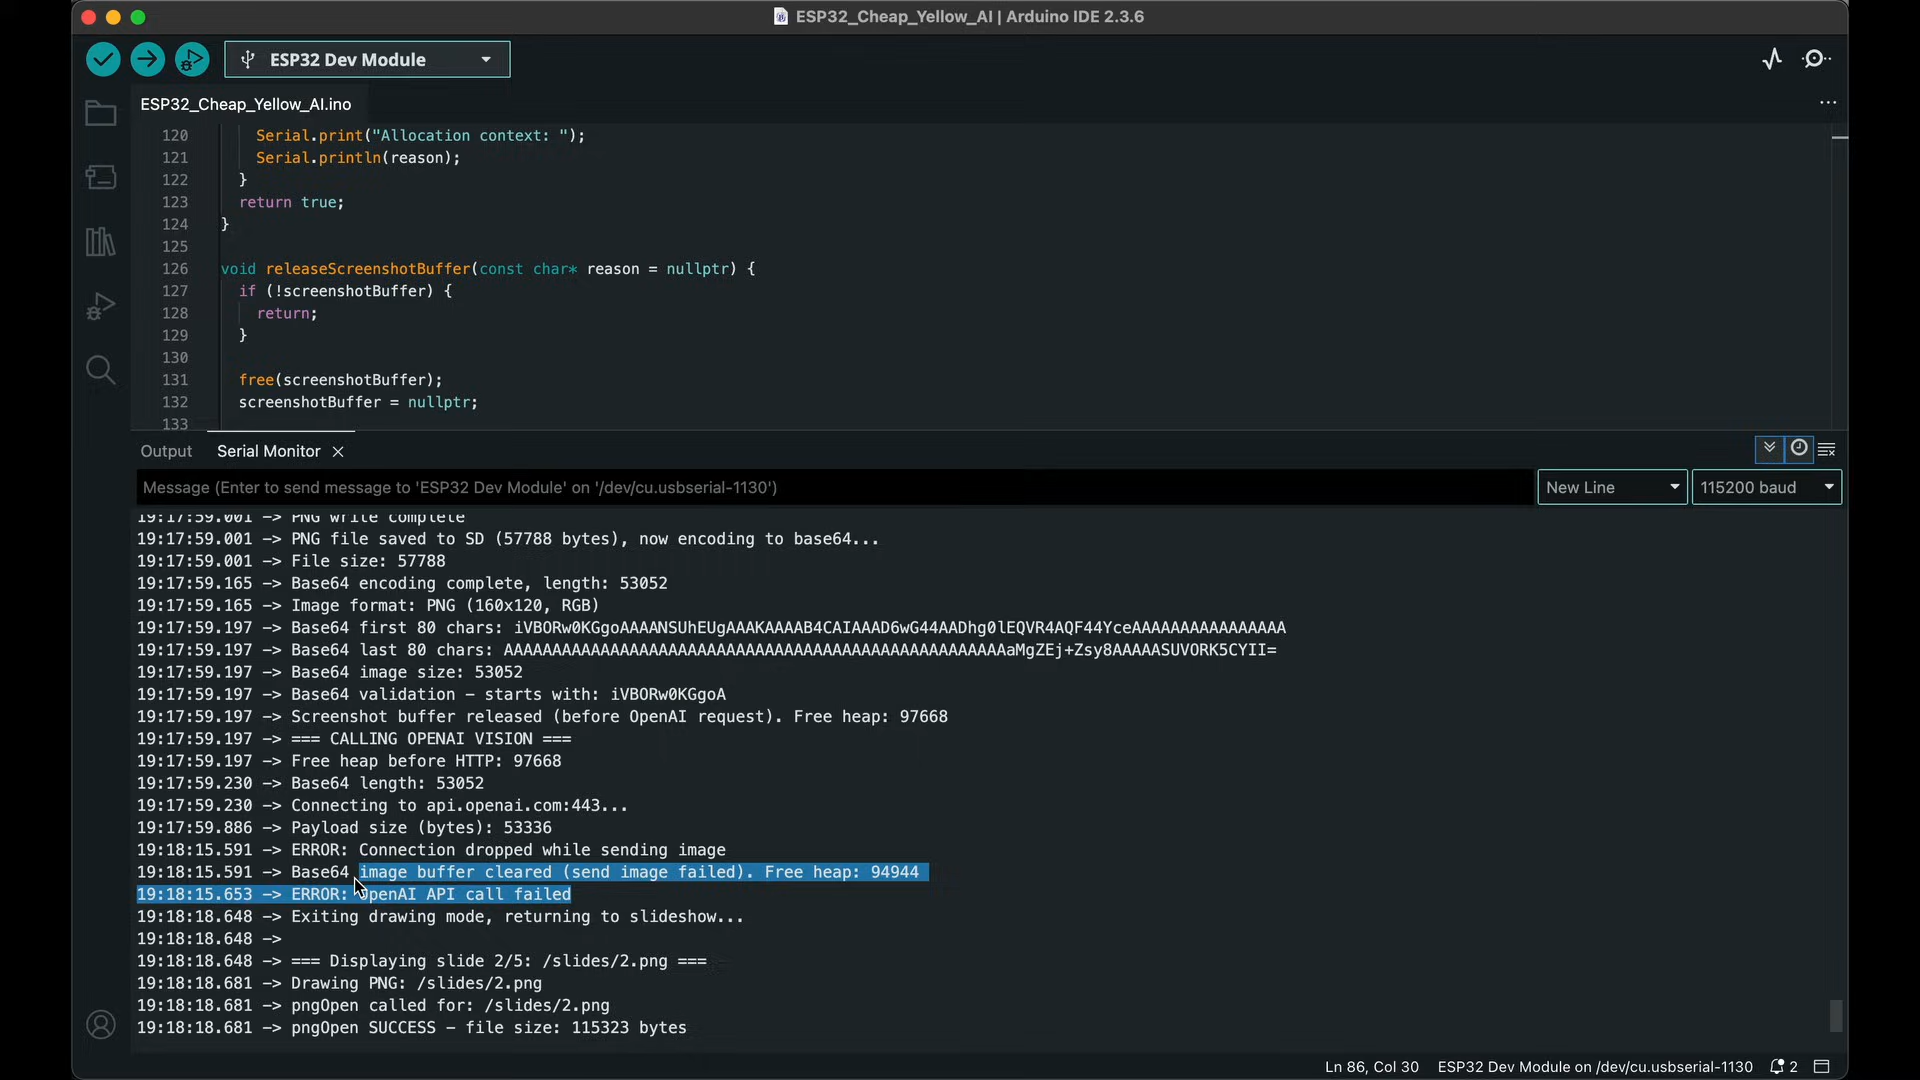 ESP32_Cheap_Yellow_AI | Arduino IDE 2.3.6
ESP32 Dev Module
ESP32_Cheap_Yellow_AI.ino
120 Serial.print("Allocation context: ");
121 Serial.println(reason);
122 }
123 return true;
124 }
125
126 void releaseScreenshotBuffer(const char* reason = nullptr) {
127 if (!screenshotBuffer) {
128 return;
129 }
130
131 free(screenshotBuffer);
132 screenshotBuffer = nullptr;
133
Output Serial Monitor
Message (Enter to send message to 'ESP32 Dev Module' on '/dev/cu.usbserial-1130')
New Line 115200 baud
19:17:59.001 -> PNG write complete
19:17:59.001 -> PNG file saved to SD (57788 bytes), now encoding to base64...
19:17:59.001 -> File size: 57788
19:17:59.165 -> Base64 encoding complete, length: 53052
19:17:59.165 -> Image format: PNG (160x120, RGB)
19:17:59.197 -> Base64 first 80 chars: iVBORw0KGgoAAAANSUhEUgAAAKAAAAB4CAIAAAD6wG44AADhg0lEQVR4AQF44YceAAAAAAAAAAAAAAAA
19:17:59.197 -> Base64 last 80 chars: AAAAAAAAAAAAAAAAAAAAAAAAAAAAAAAAAAAAAAAAAAAAAAAAAAAAaMgZEj+Zsy8AAAAASUVORK5CYII=
19:17:59.197 -> Base64 image size: 53052
19:17:59.197 -> Base64 validation – starts with: iVBORw0KGgoA
19:17:59.197 -> Screenshot buffer released (before OpenAI request). Free heap: 97668
19:17:59.197 -> === CALLING OPENAI VISION ===
19:17:59.197 -> Free heap before HTTP: 97668
19:17:59.230 -> Base64 length: 53052
19:17:59.230 -> Connecting to api.openai.com:443...
19:17:59.886 -> Payload size (bytes): 53336
19:18:15.591 -> ERROR: Connection dropped while sending image
19:18:15.591 -> Base64 image buffer cleared (send image failed). Free heap: 94944
19:18:15.653 -> ERROR: OpenAI API call failed
19:18:18.648 -> Exiting drawing mode, returning to slideshow...
19:18:18.648 ->
19:18:18.648 -> === Displaying slide 2/5: /slides/2.png ===
19:18:18.681 -> Drawing PNG: /slides/2.png
19:18:18.681 -> pngOpen called for: /slides/2.png
19:18:18.681 -> pngOpen SUCCESS – file size: 115323 bytes
Ln 86, Col 30 ESP32 Dev Module on /dev/cu.usbserial-1130 2